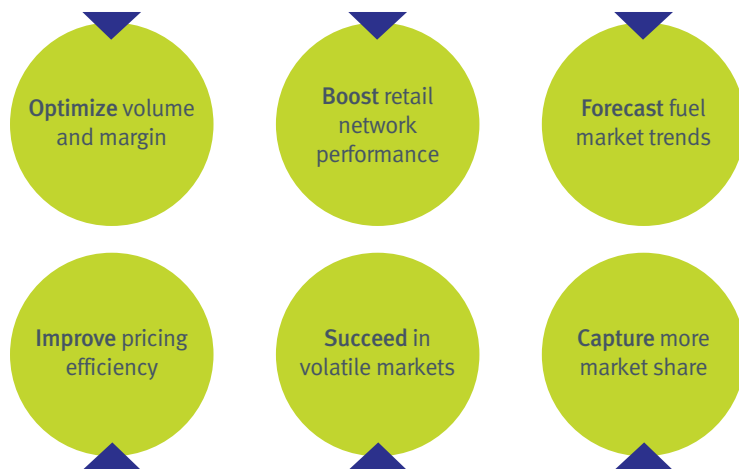 Optimize volume
and margin
Boost retail
network
performance
Forecast fuel
market trends
Improve pricing
efficiency
Succeed in
volatile markets
Capture more
market share